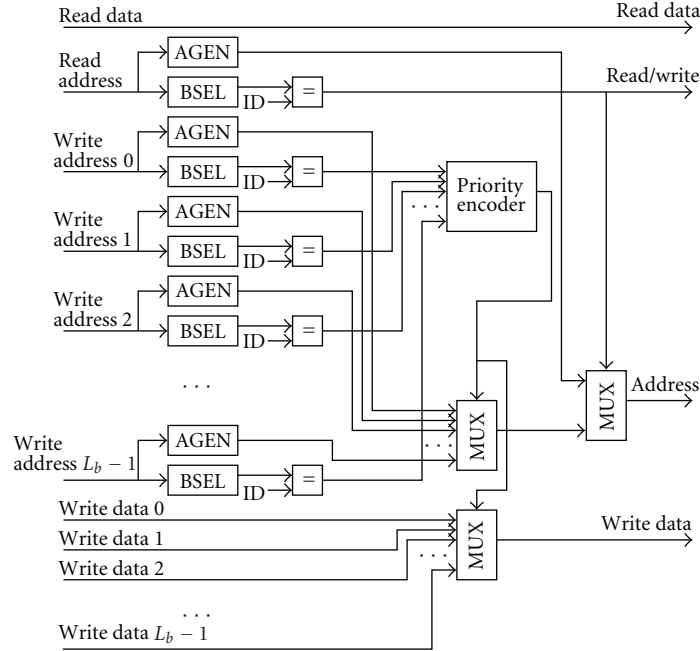 Read data
Read data
Read
address
AGEN
BSEL
ID
=
Read/write
Write
address 0
AGEN
BSEL
ID
=
Priority
encoder
. . .
Write
address 1
AGEN
BSEL
ID
=
Write
address 2
AGEN
BSEL
ID
=
. . .
MUX
Address
Write
address L_b − 1
AGEN
BSEL
ID
=
. . .
MUX
Write data 0
Write data 1
Write data 2
. . .
MUX
Write data
. . .
Write data L_b − 1